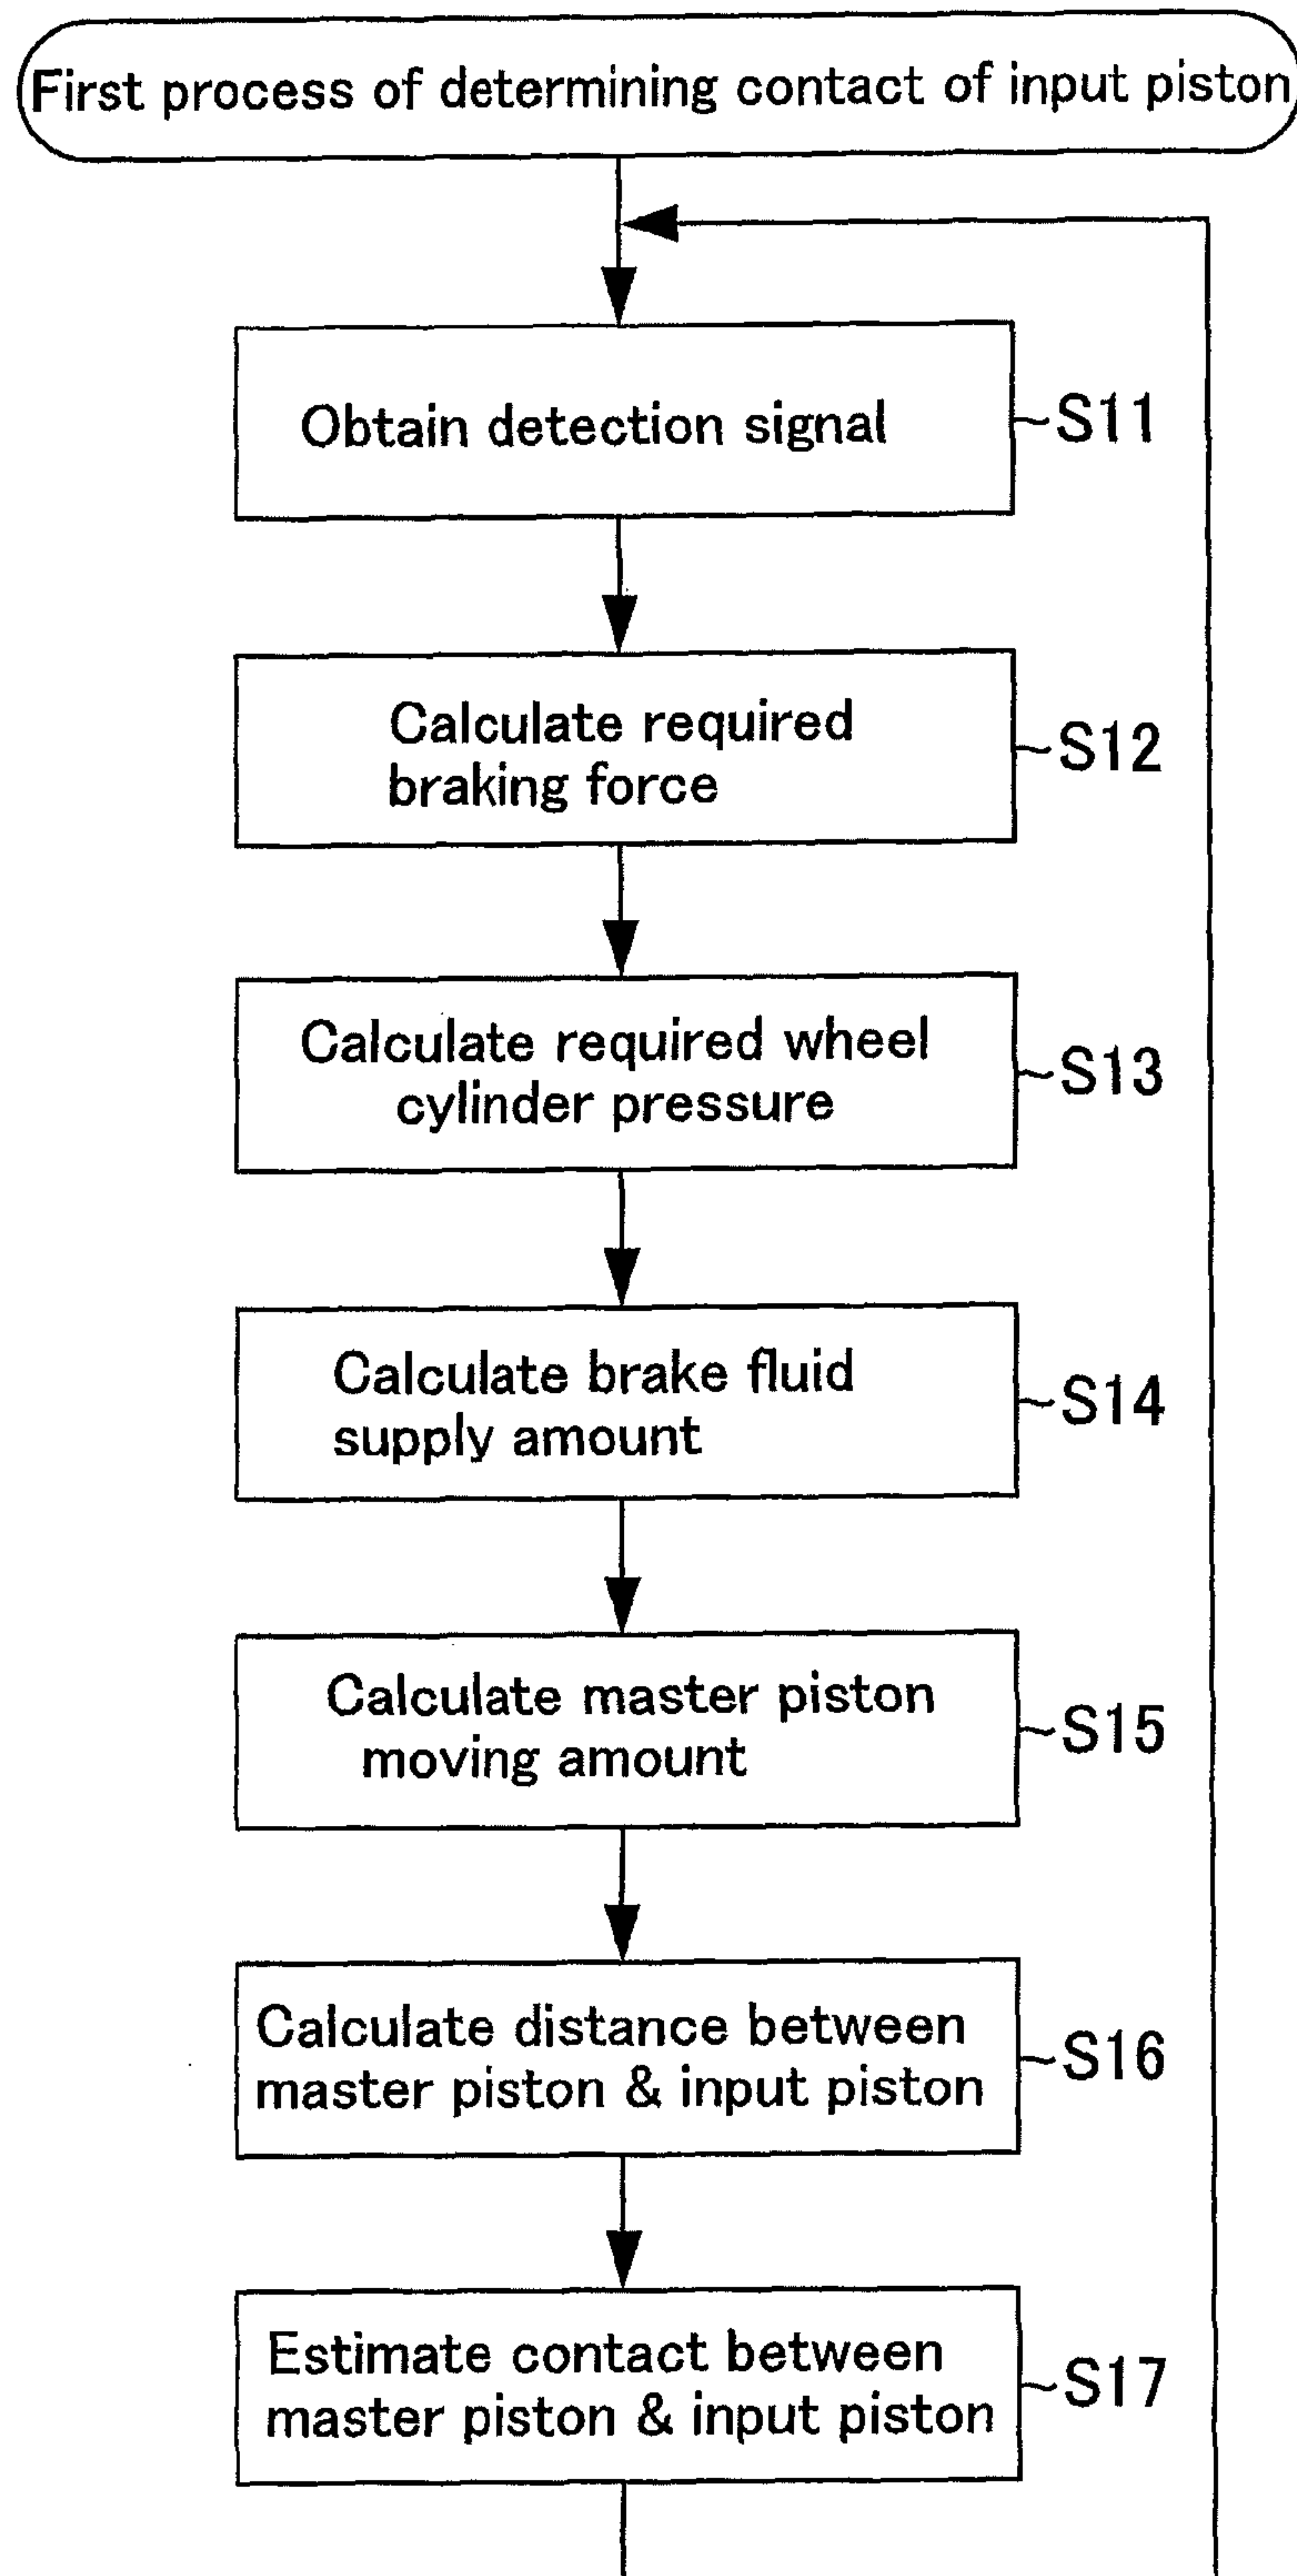 First process of determining contact of input piston
Obtain detection signal
S11
Calculate required
braking force
S12
Calculate required wheel
cylinder pressure
S13
Calculate brake fluid
supply amount
S14
Calculate master piston
moving amount
S15
Calculate distance between
master piston & input piston
S16
Estimate contact between
master piston & input piston
S17